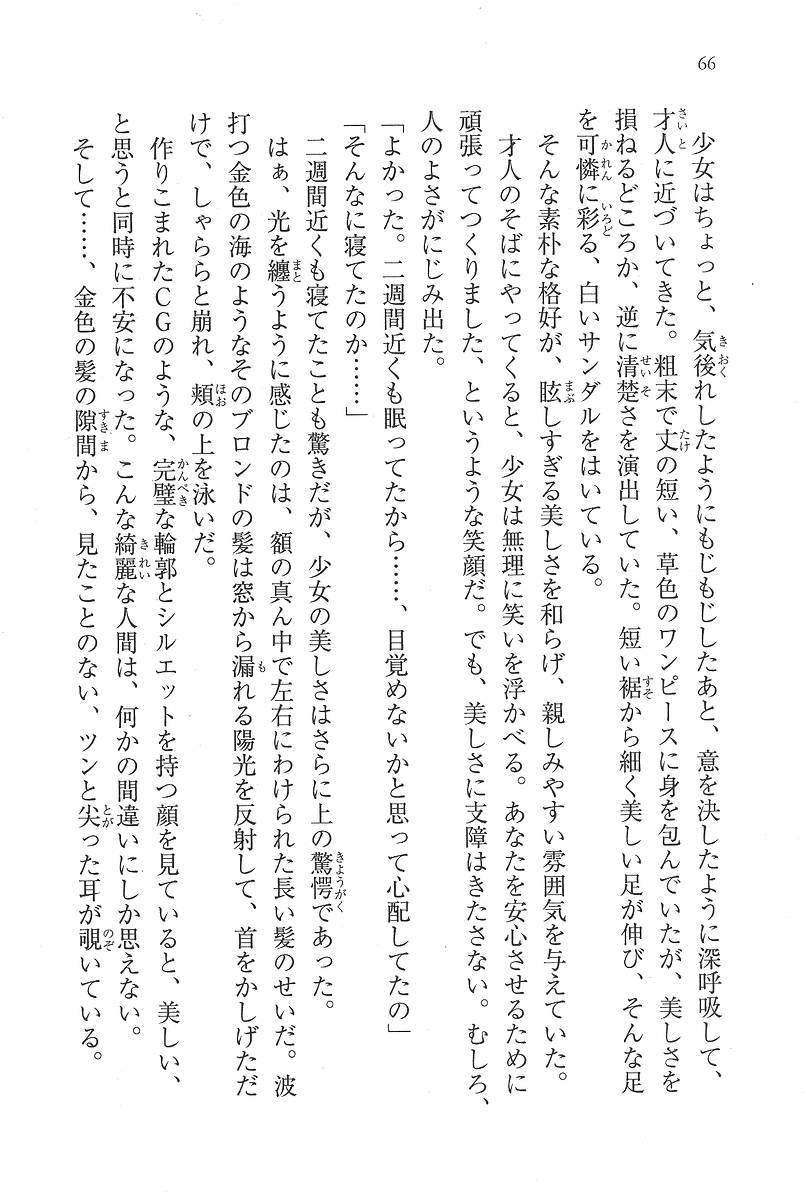 66
少女はちょっと、気後れしたようにもじもじしたあと、意を決したように深呼吸して、
才人に近づいてきた。粗末で丈の短い、草色のワンピースに身を包んでいたが、美しさを
損ねるどころか、逆に清楚さを演出していた。短い裾から細く美しい足が伸び、そんな足
を可憐に彩る、白いサンダルをはいている。
そんな素朴な格好が、眩しすぎる美しさを和らげ、親しみやすい雰囲気を与えていた。
才人のそばにやってくると、少女は無理に笑いを浮かべる。あなたを安心させるために
頑張ってつくりました、というような笑顔だ。でも、美しさに支障はきたさない。むしろ、
人のよさがにじみ出た。
「よかった。二週間近くも眠ってたから……、目覚めないかと思って心配してたの」
「そんなに寝てたのか……」
二週間近くも寝てたことも驚きだが、少女の美しさはさらに上の驚愕であった。
はぁ、光を纏うように感じたのは、額の真ん中で左右にわけられた長い髪のせいだ。波
打つ金色の海のようなそのブロンドの髪は窓から漏れる陽光を反射して、首をかしげただ
けで、しゃららと崩れ、頬の上を泳いだ。
作りこまれたCGのような、完璧な輪郭とシルエットを持つ顔を見ていると、美しい、
と思うと同時に不安になった。こんな綺麗な人間は、何かの間違いにしか思えない。
そして……、金色の髪の隙間から、見たことのない、ツンと尖った耳が覗いている。